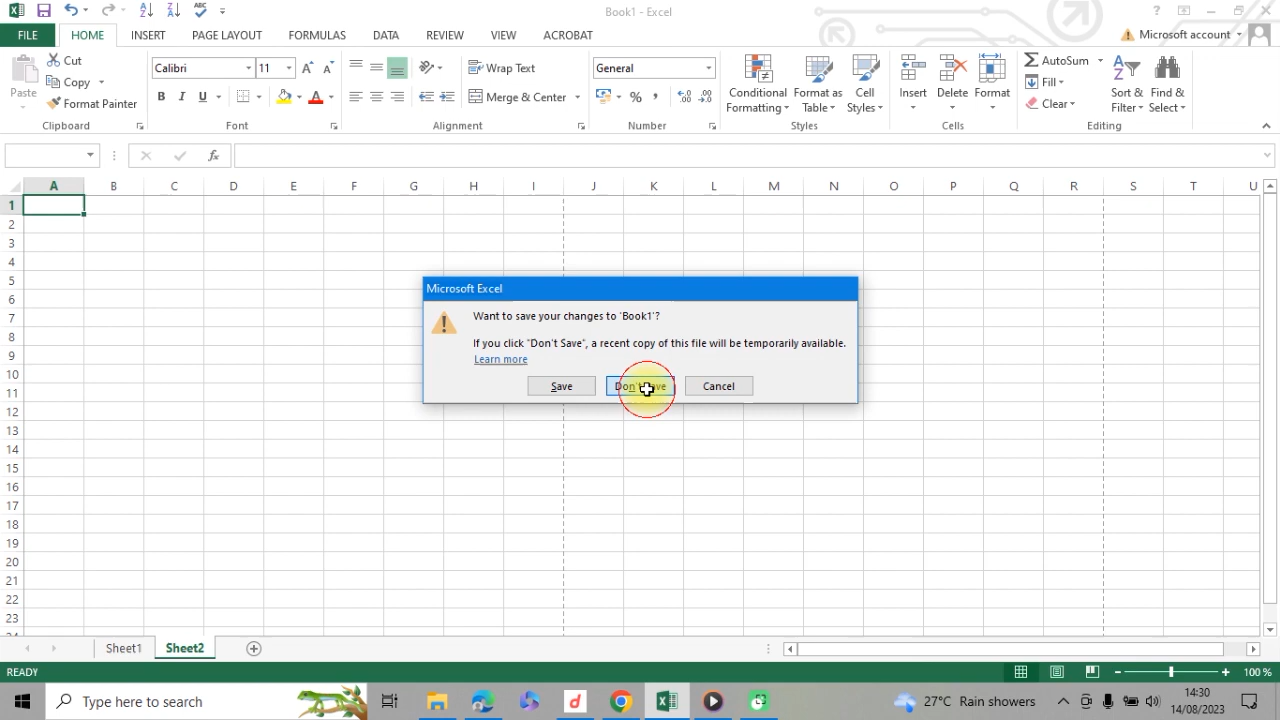 Book1 - Excel
?
FILE HOME INSERT PAGE LAYOUT FORMULAS DATA REVIEW VIEW ACROBAT
Microsoft account
Cut
Copy
Format Painter
Paste
Clipboard
Calibri 11
B I U A
Font
Wrap Text
Merge & Center
Alignment
General
% ,
Number
Conditional Formatting
Format as Table
Cell Styles
Styles
Insert Delete Format
Cells
AutoSum
Fill
Clear
Sort & Filter
Find & Select
Editing
fx
A B C D E F G H I J K L M N O P Q R S T U
1
2
3
4
5
6
7
8
9
10
11
12
13
14
15
16
17
18
19
20
21
22
23
Microsoft Excel
Want to save your changes to 'Book1'?
If you click "Don't Save", a recent copy of this file will be temporarily available.
Learn more
Save Don't Save Cancel
Sheet1 Sheet2
READY
100 %
Type here to search
27°C Rain showers
14:30
14/08/2023